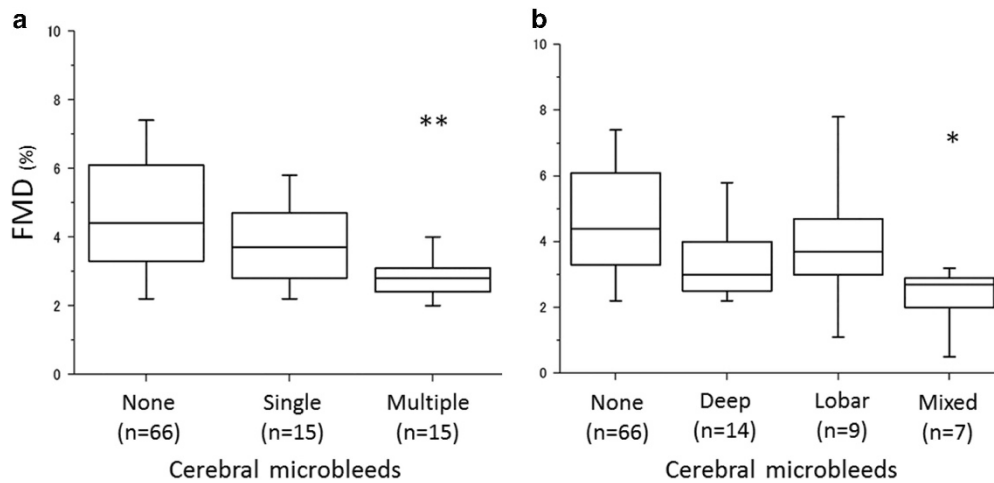 a
10
8
6
4
2
0
FMD (%)
**
None Single Multiple
(n=66) (n=15) (n=15)
Cerebral microbleeds
b
10
8
6
4
2
0
*
None Deep Lobar Mixed
(n=66) (n=14) (n=9) (n=7)
Cerebral microbleeds